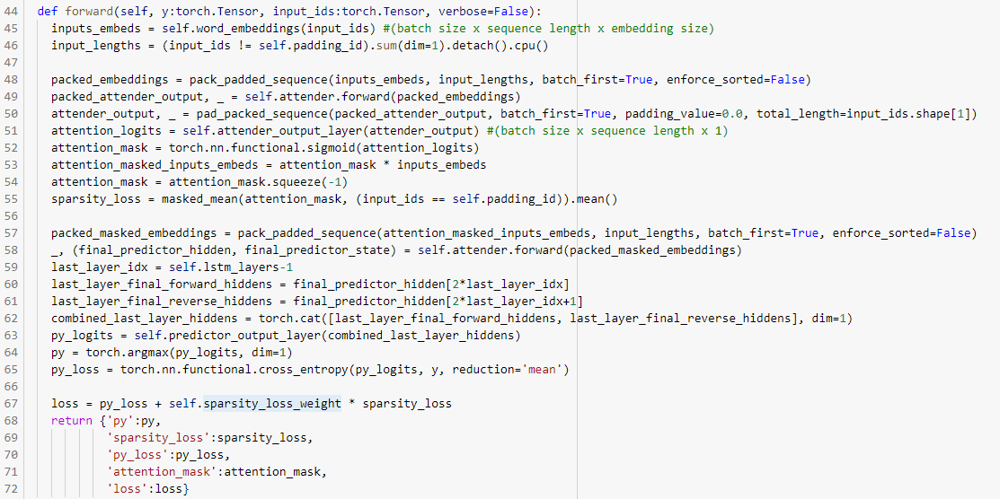 44 def forward(self, y:torch.Tensor, input_ids:torch.Tensor, verbose=False):
45 inputs_embeds = self.word_embeddings(input_ids) #(batch size x sequence length x embedding size)
46 input_lengths = (input_ids != self.padding_id).sum(dim=1).detach().cpu()
47
48 packed_embeddings = pack_padded_sequence(inputs_embeds, input_lengths, batch_first=True, enforce_sorted=False)
49 packed_attender_output, _ = self.attender.forward(packed_embeddings)
50 attender_output, _ = pad_packed_sequence(packed_attender_output, batch_first=True, padding_value=0.0, total_length=input_ids.shape[1])
51 attention_logits = self.attender_output_layer(attender_output) #(batch size x sequence length x 1)
52 attention_mask = torch.nn.functional.sigmoid(attention_logits)
53 attention_masked_inputs_embeds = attention_mask * inputs_embeds
54 attention_mask = attention_mask.squeeze(-1)
55 sparsity_loss = masked_mean(attention_mask, (input_ids == self.padding_id)).mean()
56
57 packed_masked_embeddings = pack_padded_sequence(attention_masked_inputs_embeds, input_lengths, batch_first=True, enforce_sorted=False)
58 _, (final_predictor_hidden, final_predictor_state) = self.attender.forward(packed_masked_embeddings)
59 last_layer_idx = self.lstm_layers-1
60 last_layer_final_forward_hiddens = final_predictor_hidden[2*last_layer_idx]
61 last_layer_final_reverse_hiddens = final_predictor_hidden[2*last_layer_idx+1]
62 combined_last_layer_hiddens = torch.cat([last_layer_final_forward_hiddens, last_layer_final_reverse_hiddens], dim=1)
63 py_logits = self.predictor_output_layer(combined_last_layer_hiddens)
64 py = torch.argmax(py_logits, dim=1)
65 py_loss = torch.nn.functional.cross_entropy(py_logits, y, reduction='mean')
66
67 loss = py_loss + self.sparsity_loss_weight * sparsity_loss
68 return {'py':py,
69 'sparsity_loss':sparsity_loss,
70 'py_loss':py_loss,
71 'attention_mask':attention_mask,
72 'loss':loss}